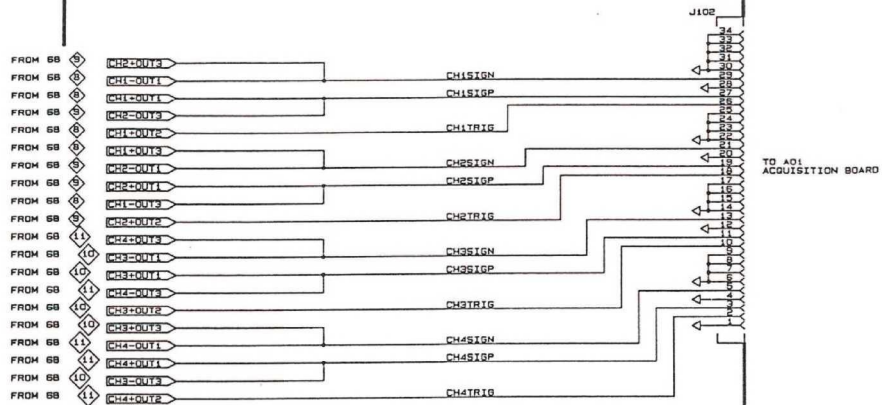 J102
34
33
32
31
30
FROM 6B 9 CH2+OUT3
29
FROM 6B 8 CH1-OUT1 CH1SIGN
28
FROM 6B 8 CH1+OUT1 CH1SIGP
27
FROM 6B 9 CH2-OUT3
26
25
FROM 6B 8 CH1+OUT2 CH1TRIG
24
23
22
FROM 6B 8 CH1+OUT3
21
FROM 6B 9 CH2-OUT1 CH2SIGN
20
19
TO A01
ACQUISITION BOARD
FROM 6B 9 CH2+OUT1 CH2SIGP
18
17
FROM 6B 8 CH1-OUT3
16
15
14
FROM 6B 9 CH2+OUT2 CH2TRIG
13
FROM 6B 11 CH4+OUT3
12
11
FROM 6B 10 CH3-OUT1 CH3SIGN
10
9
FROM 6B 10 CH3+OUT1 CH3SIGP
8
7
6
FROM 6B 11 CH4-OUT3
5
FROM 6B 10 CH3+OUT2 CH3TRIG
4
3
FROM 6B 10 CH3+OUT3
2
1
FROM 6B 11 CH4-OUT1 CH4SIGN
FROM 6B 11 CH4+OUT1 CH4SIGP
FROM 6B 10 CH3-OUT3
FROM 6B 11 CH4+OUT2 CH4TRIG